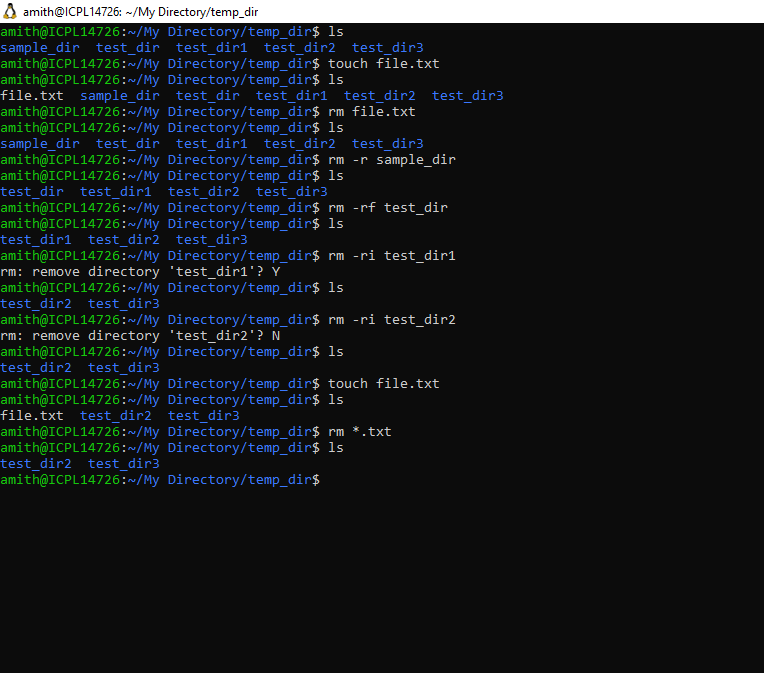 amith@ICPL14726: ~/My Directory/temp_dir
amith@ICPL14726:~/My Directory/temp_dir$ ls
sample_dir  test_dir  test_dir1  test_dir2  test_dir3
amith@ICPL14726:~/My Directory/temp_dir$ touch file.txt
amith@ICPL14726:~/My Directory/temp_dir$ ls
file.txt  sample_dir  test_dir  test_dir1  test_dir2  test_dir3
amith@ICPL14726:~/My Directory/temp_dir$ rm file.txt
amith@ICPL14726:~/My Directory/temp_dir$ ls
sample_dir  test_dir  test_dir1  test_dir2  test_dir3
amith@ICPL14726:~/My Directory/temp_dir$ rm -r sample_dir
amith@ICPL14726:~/My Directory/temp_dir$ ls
test_dir  test_dir1  test_dir2  test_dir3
amith@ICPL14726:~/My Directory/temp_dir$ rm -rf test_dir
amith@ICPL14726:~/My Directory/temp_dir$ ls
test_dir1  test_dir2  test_dir3
amith@ICPL14726:~/My Directory/temp_dir$ rm -ri test_dir1
rm: remove directory 'test_dir1'? Y
amith@ICPL14726:~/My Directory/temp_dir$ ls
test_dir2  test_dir3
amith@ICPL14726:~/My Directory/temp_dir$ rm -ri test_dir2
rm: remove directory 'test_dir2'? N
amith@ICPL14726:~/My Directory/temp_dir$ ls
test_dir2  test_dir3
amith@ICPL14726:~/My Directory/temp_dir$ touch file.txt
amith@ICPL14726:~/My Directory/temp_dir$ ls
file.txt  test_dir2  test_dir3
amith@ICPL14726:~/My Directory/temp_dir$ rm *.txt
amith@ICPL14726:~/My Directory/temp_dir$ ls
test_dir2  test_dir3
amith@ICPL14726:~/My Directory/temp_dir$